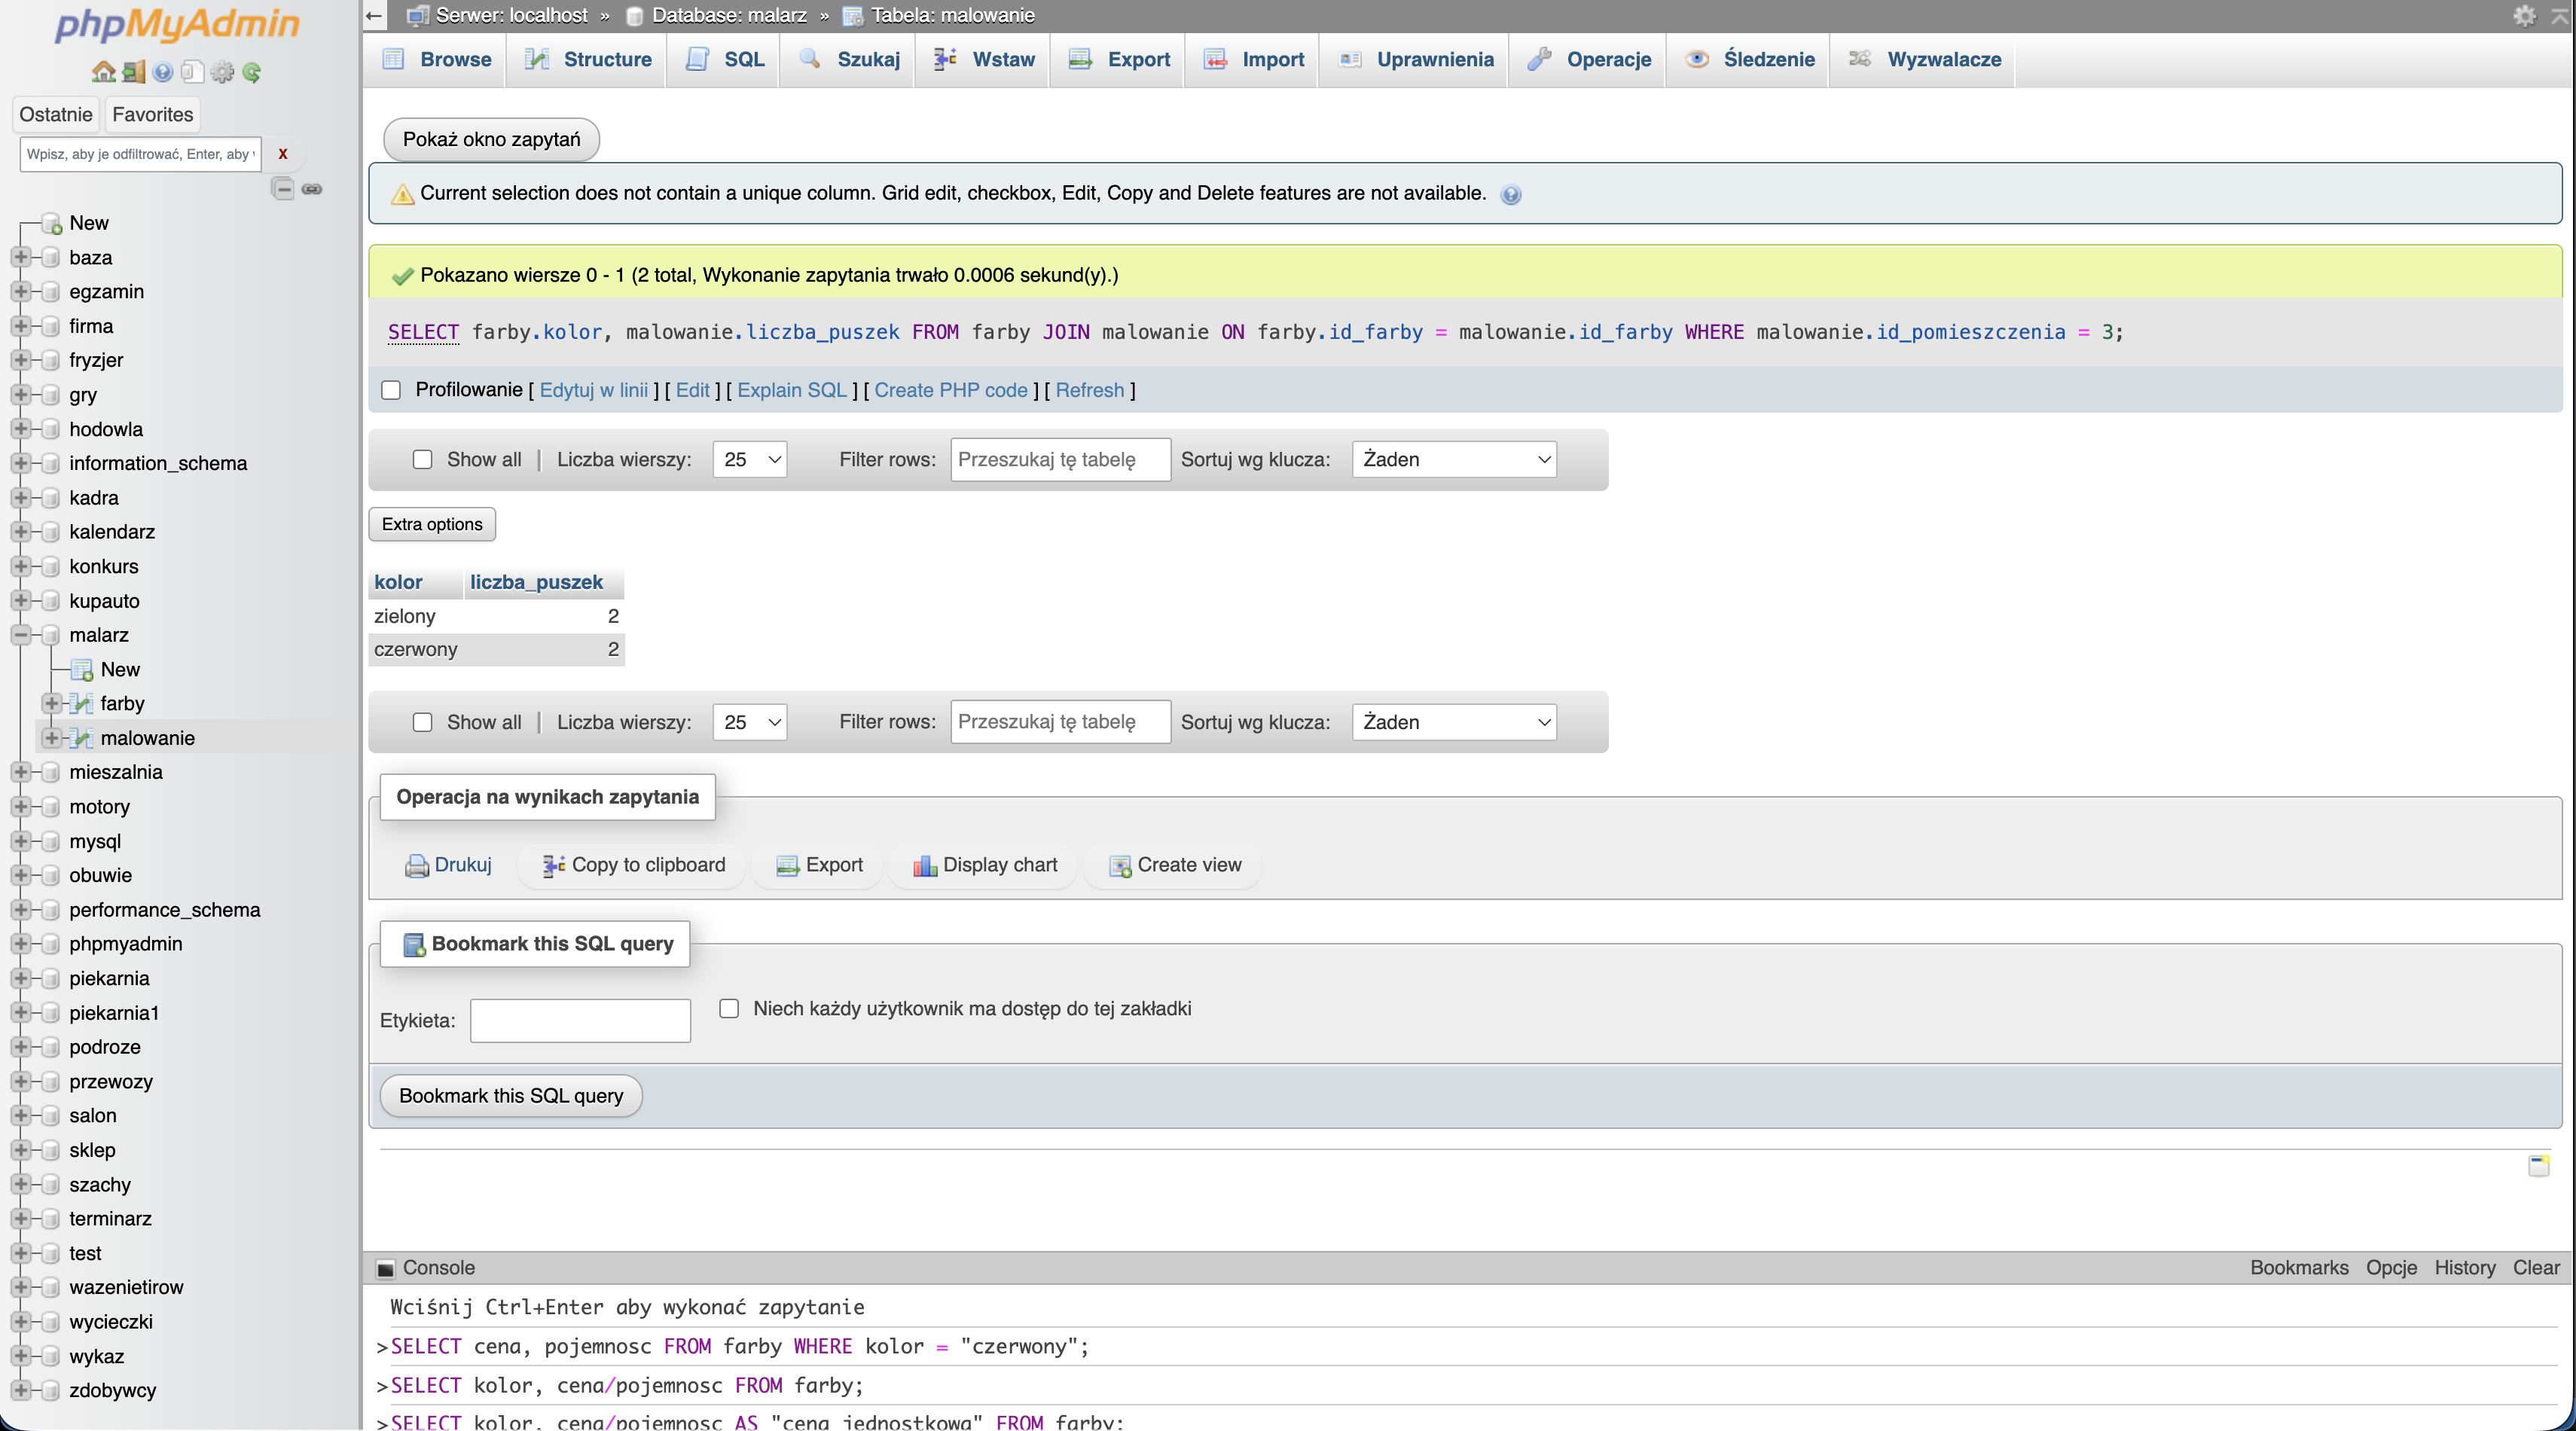 phpMyAdmin
Ostatnie Favorites
Wpisz, aby je odfiltrować, Enter, aby
X
New
baza
egzamin
firma
fryzjer
gry
hodowla
information_schema
kadra
kalendarz
konkurs
kupauto
malarz
New
farby
malowanie
mieszalnia
motory
mysql
obuwie
performance_schema
phpmyadmin
piekarnia
piekarnia1
podroze
przewozy
salon
sklep
szachy
terminarz
test
wazenietirow
wycieczki
wykaz
zdobywcy
Serwer: localhost » Database: malarz » Tabela: malowanie
Browse Structure SQL Szukaj Wstaw Export Import Uprawnienia Operacje Śledzenie Wyzwalacze
Pokaż okno zapytań
Current selection does not contain a unique column. Grid edit, checkbox, Edit, Copy and Delete features are not available.
Pokazano wiersze 0 - 1 (2 total, Wykonanie zapytania trwało 0.0006 sekund(y).)
SELECT farby.kolor, malowanie.liczba_puszek FROM farby JOIN malowanie ON farby.id_farby = malowanie.id_farby WHERE malowanie.id_pomieszczenia = 3;
Profilowanie [ Edytuj w linii ] [ Edit ] [ Explain SQL ] [ Create PHP code ] [ Refresh ]
Show all | Liczba wierszy: 25 Filter rows: Przeszukaj tę tabelę Sortuj wg klucza: Żaden
Extra options
kolor liczba_puszek
zielony 2
czerwony 2
Show all | Liczba wierszy: 25 Filter rows: Przeszukaj tę tabelę Sortuj wg klucza: Żaden
Operacja na wynikach zapytania
Drukuj Copy to clipboard Export Display chart Create view
Bookmark this SQL query
Etykieta: Niech każdy użytkownik ma dostęp do tej zakładki
Bookmark this SQL query
Console Bookmarks Opcje History Clear
Wciśnij Ctrl+Enter aby wykonać zapytanie
>SELECT cena, pojemnosc FROM farby WHERE kolor = "czerwony";
>SELECT kolor, cena/pojemnosc FROM farby;
>SELECT kolor, cena/pojemnosc AS "cena jednostkowa" FROM farby;